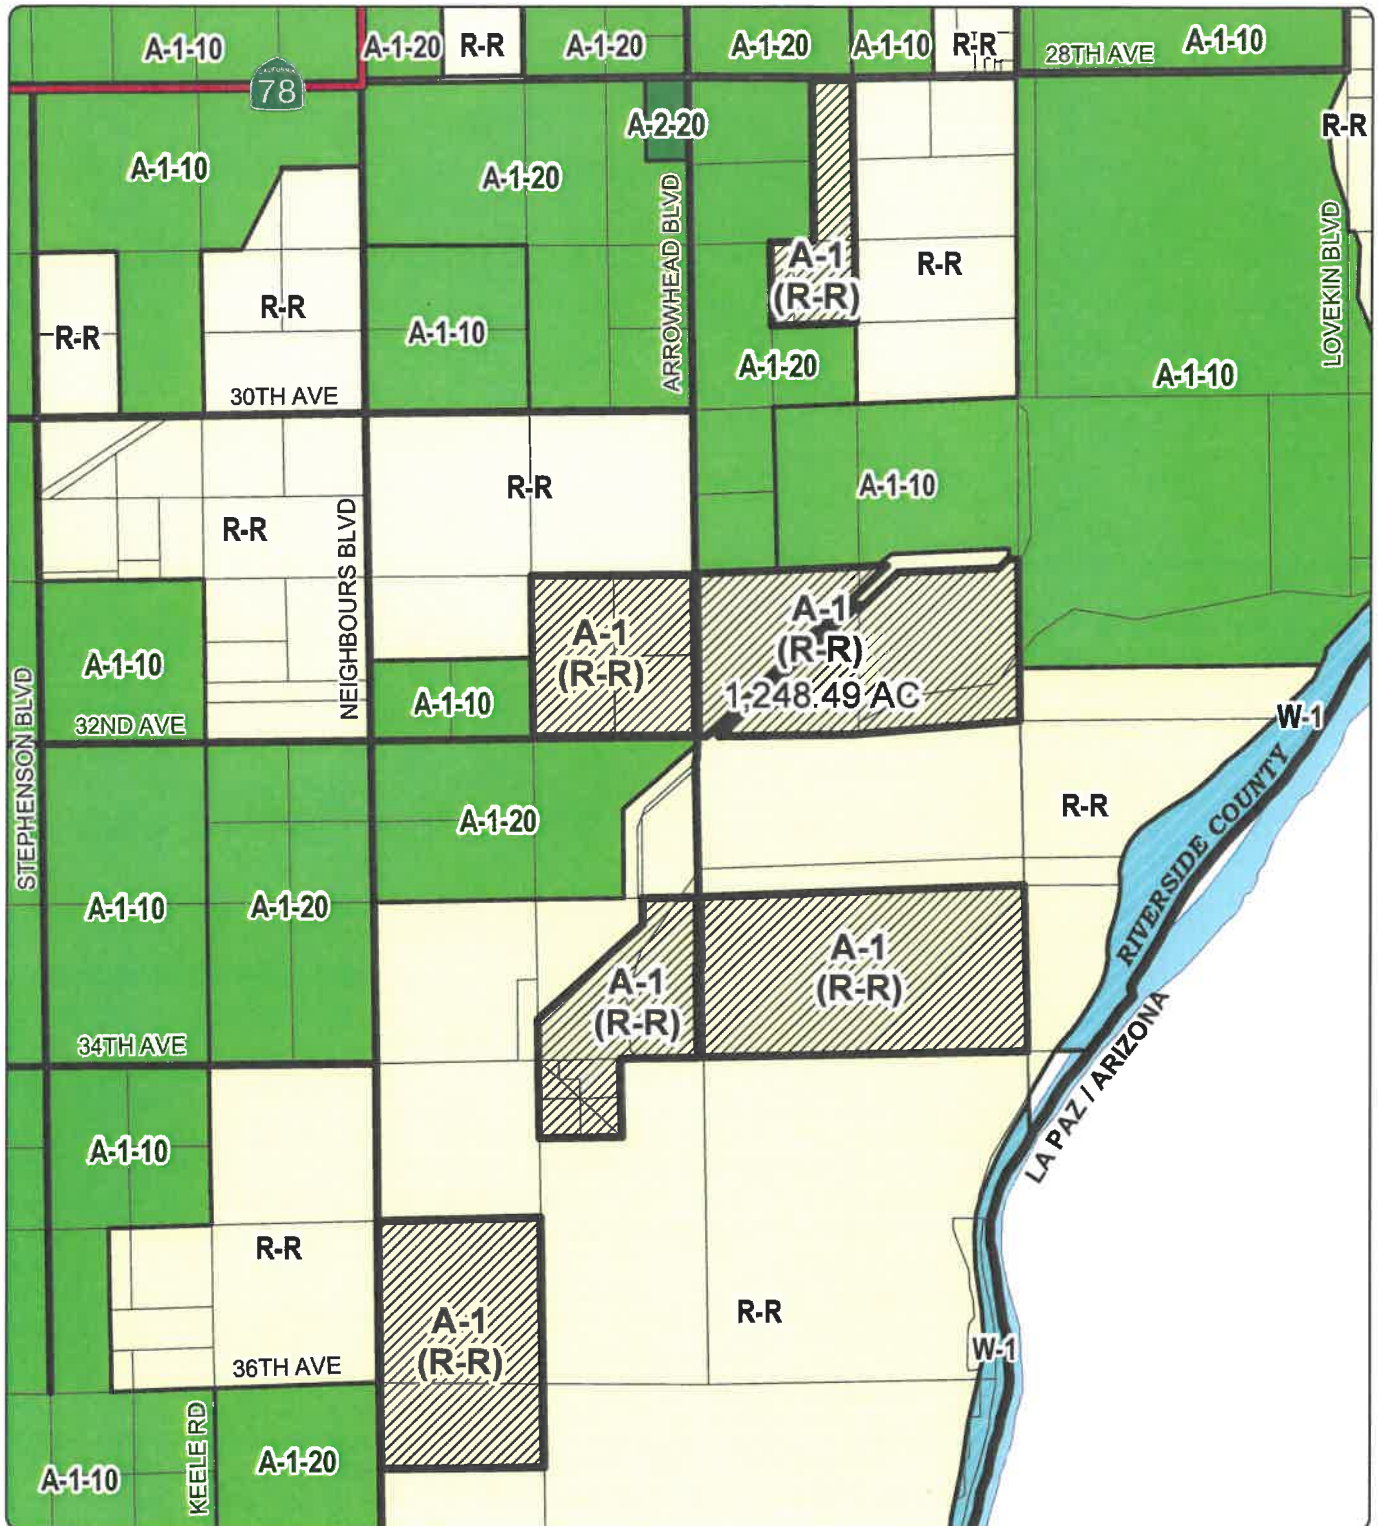 A-1-10
A-1-20
R-R
A-1-20
A-1-20
A-1-10
R-R
28TH AVE
A-1-10
CALIFORNIA
78
A-2-20
R-R
A-1-10
A-1-20
ARROWHEAD BLVD
LOVEKIN BLVD
A-1
(R-R)
R-R
R-R
R-R
A-1-10
A-1-20
A-1-10
30TH AVE
R-R
A-1-10
R-R
NEIGHBOURS BLVD
A-1
(R-R)
A-1
(R-R)
1,248.49 AC
A-1-10
STEPHENSON BLVD
A-1-10
32ND AVE
W-1
RIVERSIDE COUNTY
R-R
A-1-20
A-1-10
A-1-20
A-1
(R-R)
A-1
(R-R)
34TH AVE
LA PAZ / ARIZONA
A-1-10
R-R
R-R
A-1
(R-R)
W-1
36TH AVE
KEELE RD
A-1-20
A-1-10